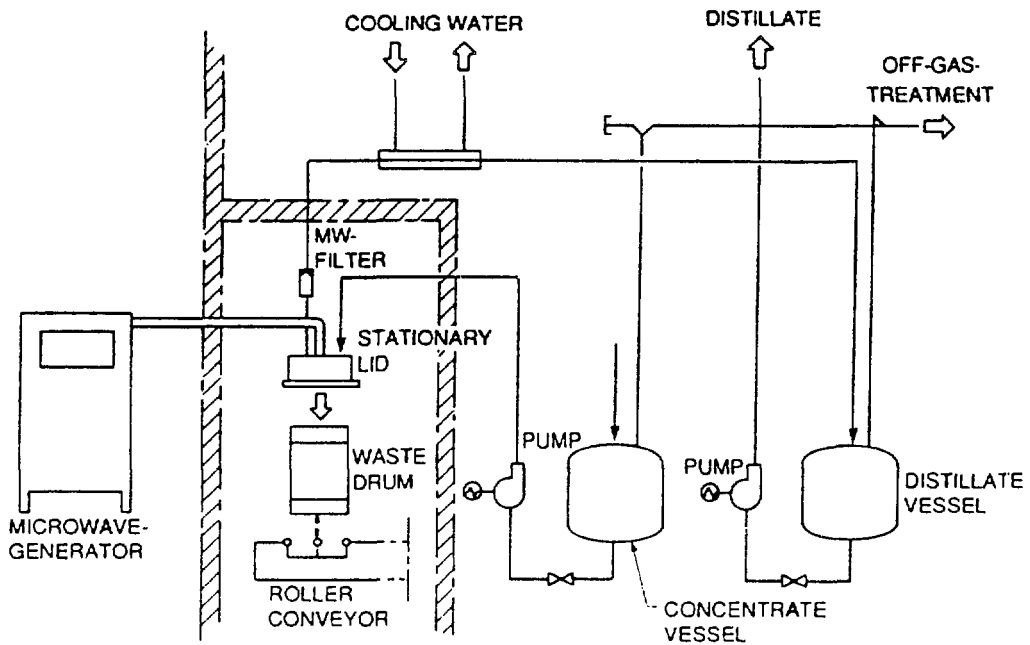 COOLING WATER
DISTILLATE
OFF-GAS-
TREATMENT
MW-
FILTER
STATIONARY
LID
PUMP
WASTE
DRUM
PUMP
DISTILLATE
VESSEL
MICROWAVE-
GENERATOR
ROLLER
CONVEYOR
CONCENTRATE
VESSEL